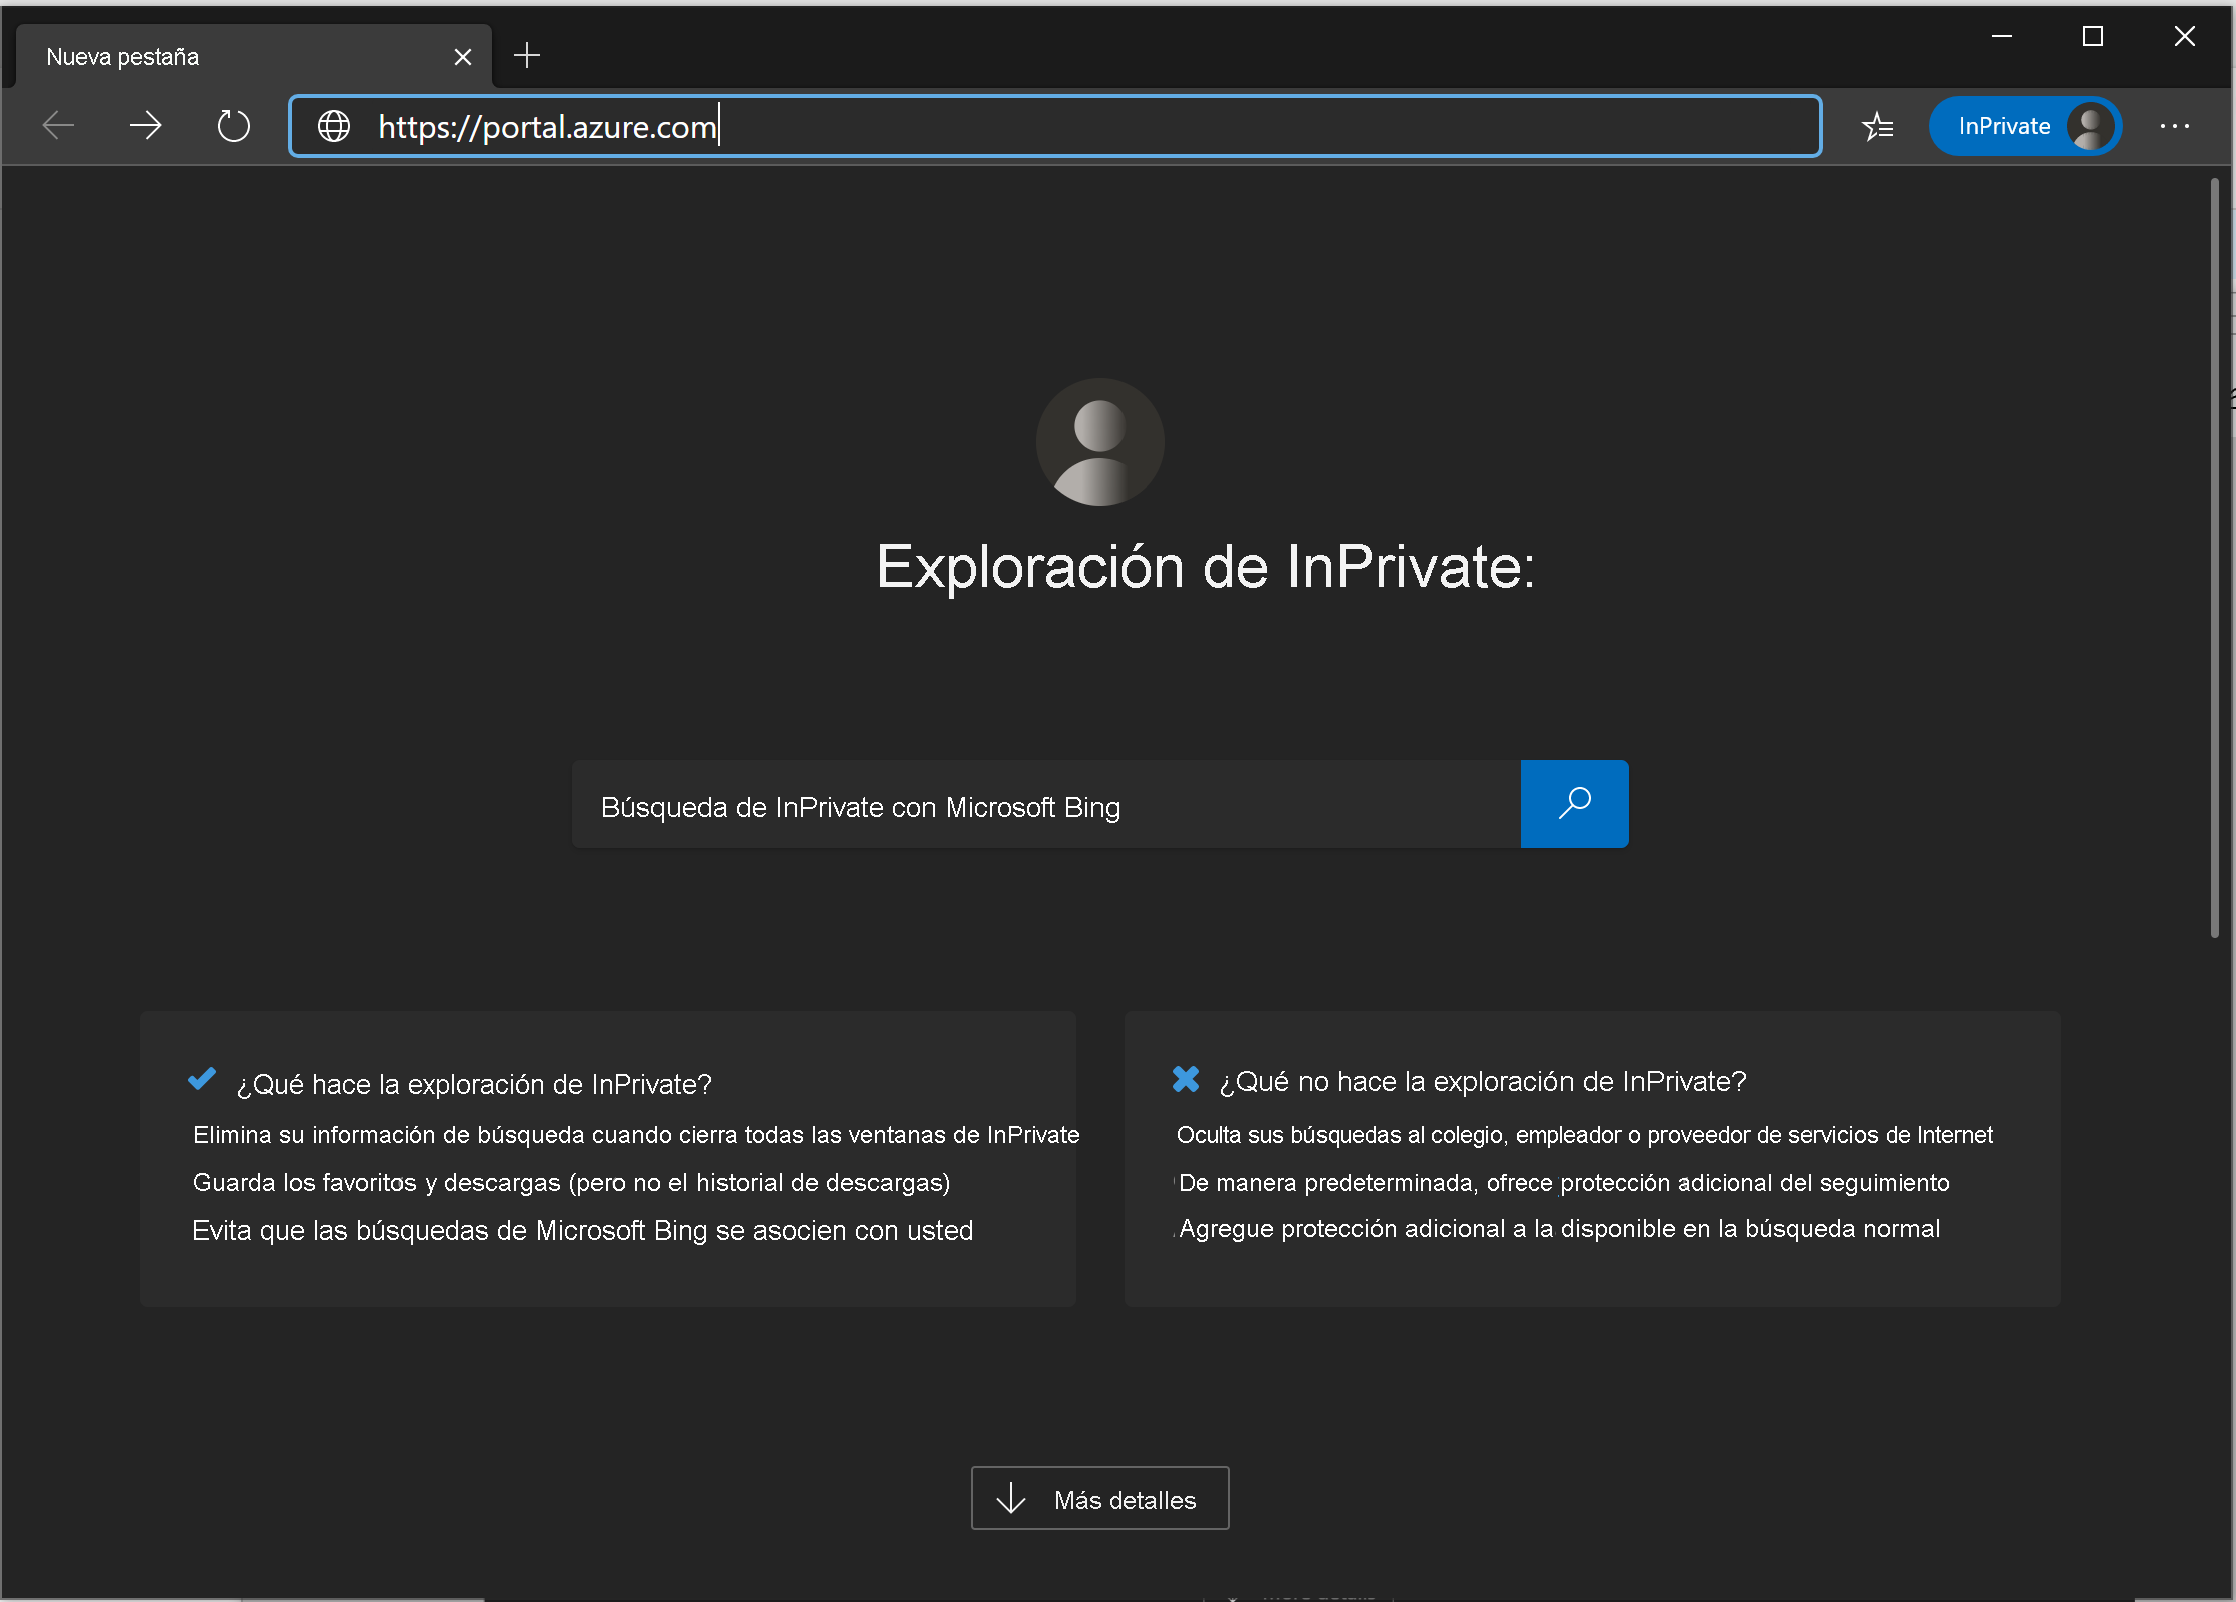 Nueva pestaña
https://portal.azure.com
InPrivate
Exploración de InPrivate:
Búsqueda de InPrivate con Microsoft Bing
¿Qué hace la exploración de InPrivate?
Elimina su información de búsqueda cuando cierra todas las ventanas de InPrivate
Guarda los favoritos y descargas (pero no el historial de descargas)
Evita que las búsquedas de Microsoft Bing se asocien con usted
¿Qué no hace la exploración de InPrivate?
Oculta sus búsquedas al colegio, empleador o proveedor de servicios de Internet
De manera predeterminada, ofrece protección adicional del seguimiento
Agregue protección adicional a la disponible en la búsqueda normal
Más detalles